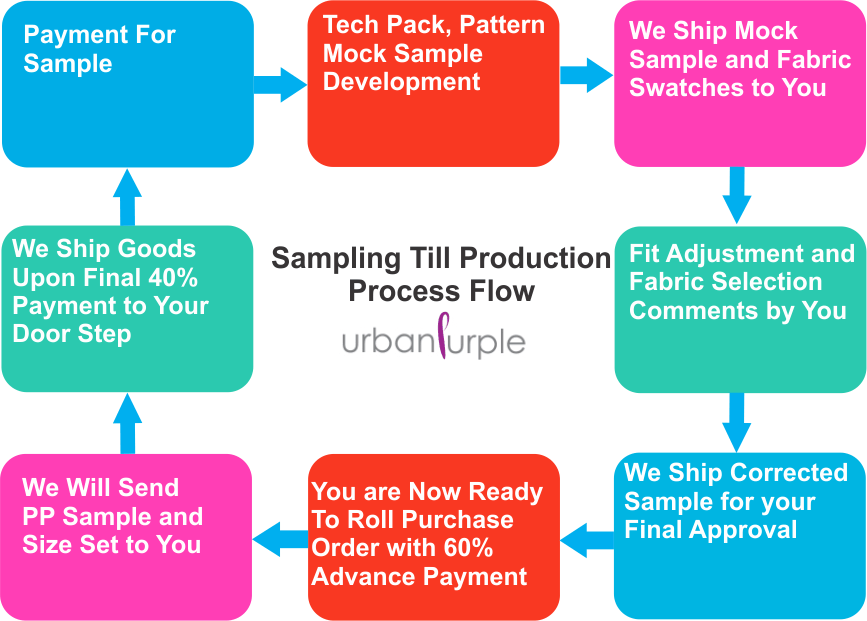 Payment For
Sample
Tech Pack, Pattern
Mock Sample
Development
We Ship Mock
Sample and Fabric
Swatches to You
We Ship Goods
Upon Final 40%
Payment to Your
Door Step
Sampling Till Production
Process Flow
urbanPurple
Fit Adjustment and
Fabric Selection
Comments by You
We Will Send
PP Sample and
Size Set to You
You are Now Ready
To Roll Purchase
Order with 60%
Advance Payment
We Ship Corrected
Sample for your
Final Approval